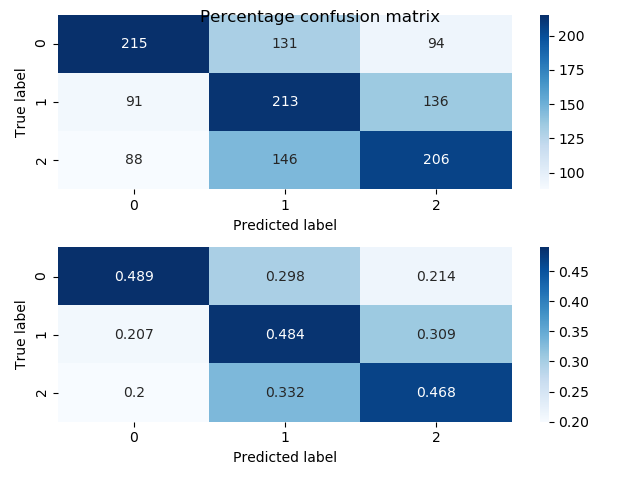 Percentage confusion matrix
0 215 131 94
1 91 213 136
2 88 146 206
True label
0 1 2
Predicted label
200
175
150
125
100
0 0.489 0.298 0.214
1 0.207 0.484 0.309
2 0.2 0.332 0.468
True label
0 1 2
Predicted label
0.45
0.40
0.35
0.30
0.25
0.20